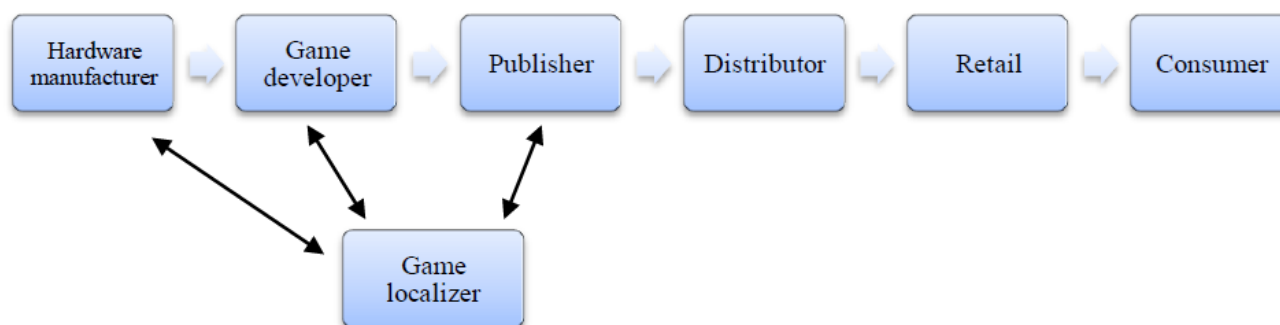 Hardware
manufacturer
Game
developer
Publisher
Distributor
Retail
Consumer
Game
localizer